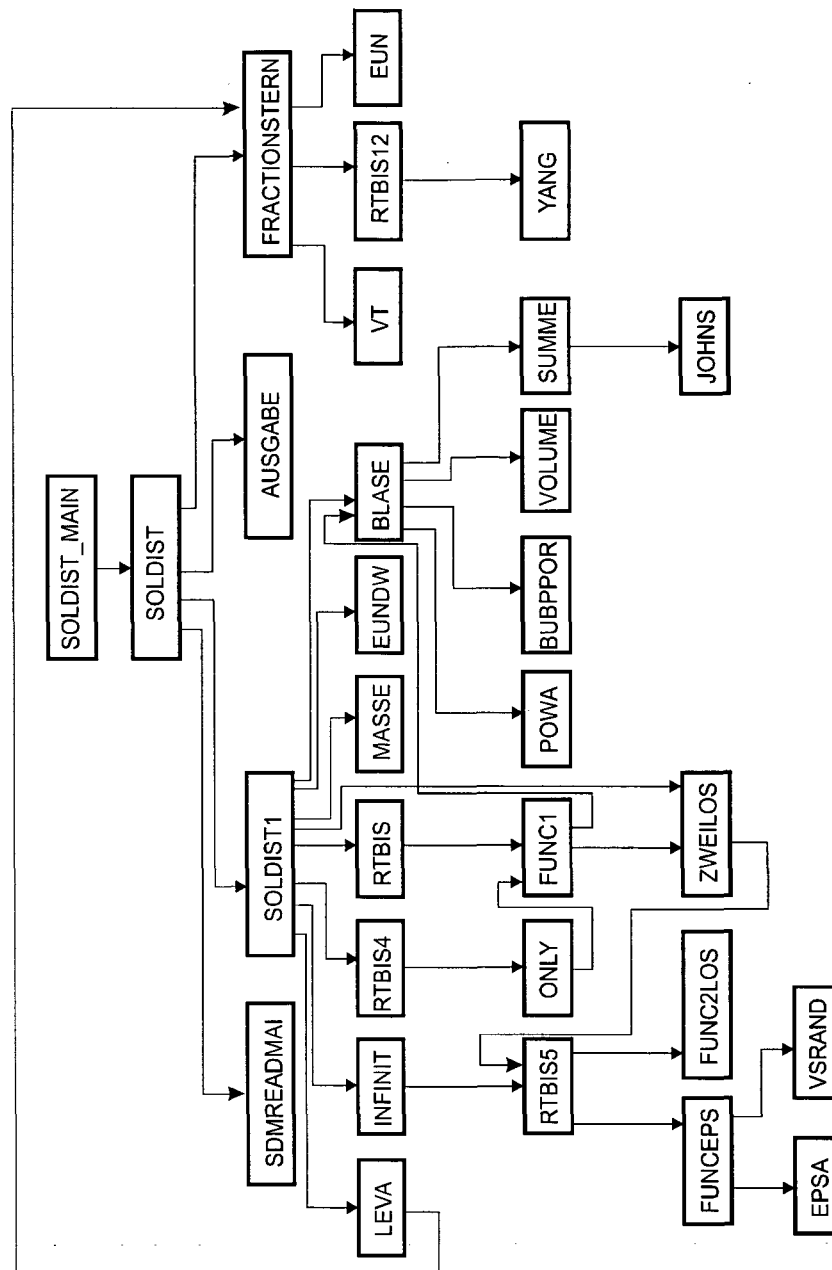 SOLDIST_MAIN
SOLDIST
SDMREADMAI
SOLDIST1
AUSGABE
FRACTIONSTERN
LEVA
INFINIT
RTBIS4
RTBIS
MASSE
EUNDW
BLASE
VT
RTBIS12
EUN
RTBIS5
ONLY
FUNC1
POWA
BUBPPOR
VOLUME
SUMME
YANG
FUNCEPS
FUNC2LOS
ZWEILOS
JOHNS
EPSA
VSRAND